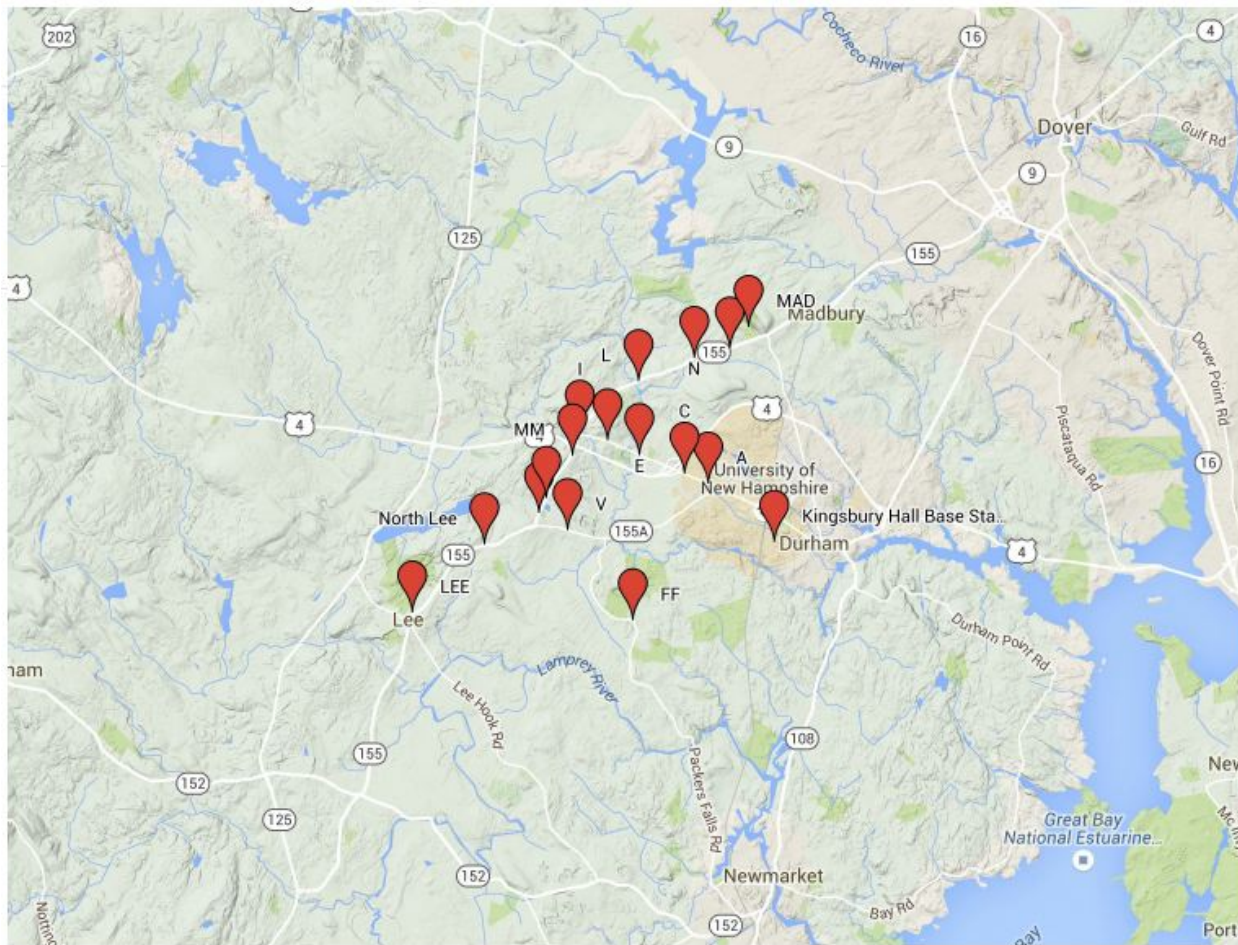 202
16
4
Cocheco River
Dover
Gulf Rd
9
9
125
155
4
MAD
Madbury
L
155
N
I
Dover Point Rd
4
C
4
MM
4
Piscataqua Rd
E
A
16
University of
New Hampshire
V
North Lee
Kingsbury Hall Base Sta...
155A
Durham
155
4
LEE
FF
Lee
Durham Point Rd
ham
Lamprey River
Lee Hook Rd
108
155
Packers Falls Rd
152
New
125
Great Bay
National Estuarine...
152
Newmarket
Bay Rd
152
Port
Bay